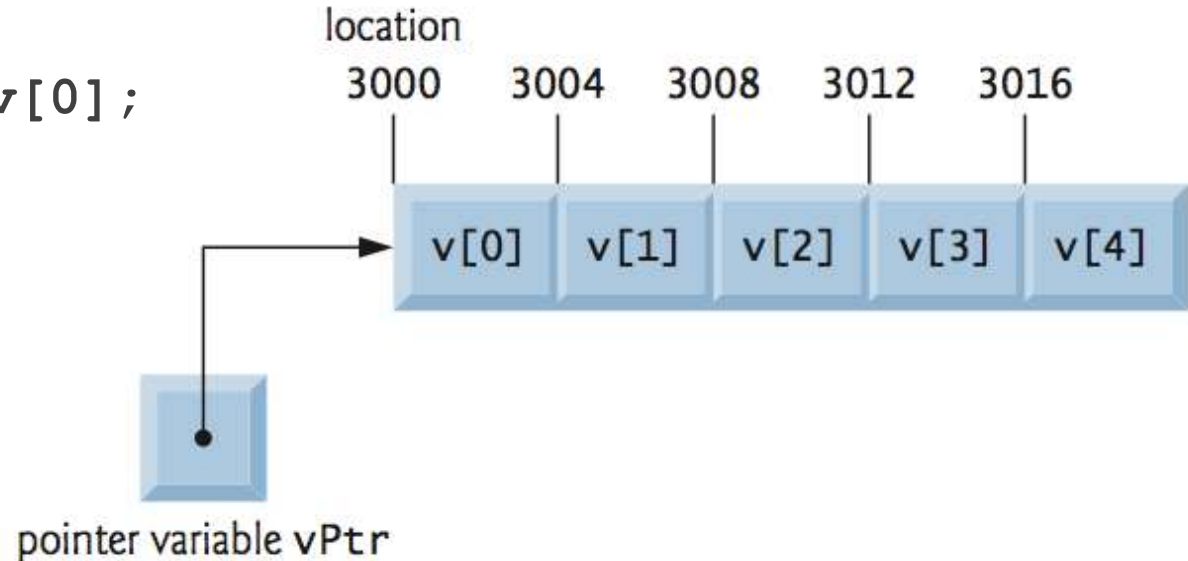 location
v[0];
3000 3004 3008 3012 3016
v[0] v[1] v[2] v[3] v[4]
pointer variable vPtr